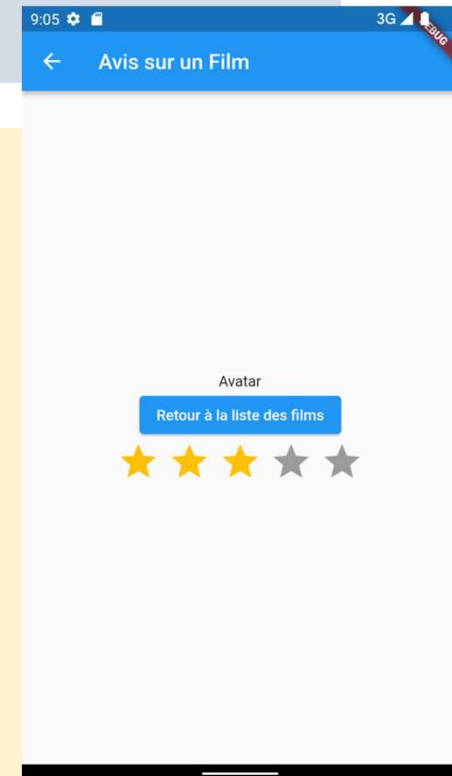 9:05 3G
DEBUG
Avis sur un Film
Avatar
Retour à la liste des films